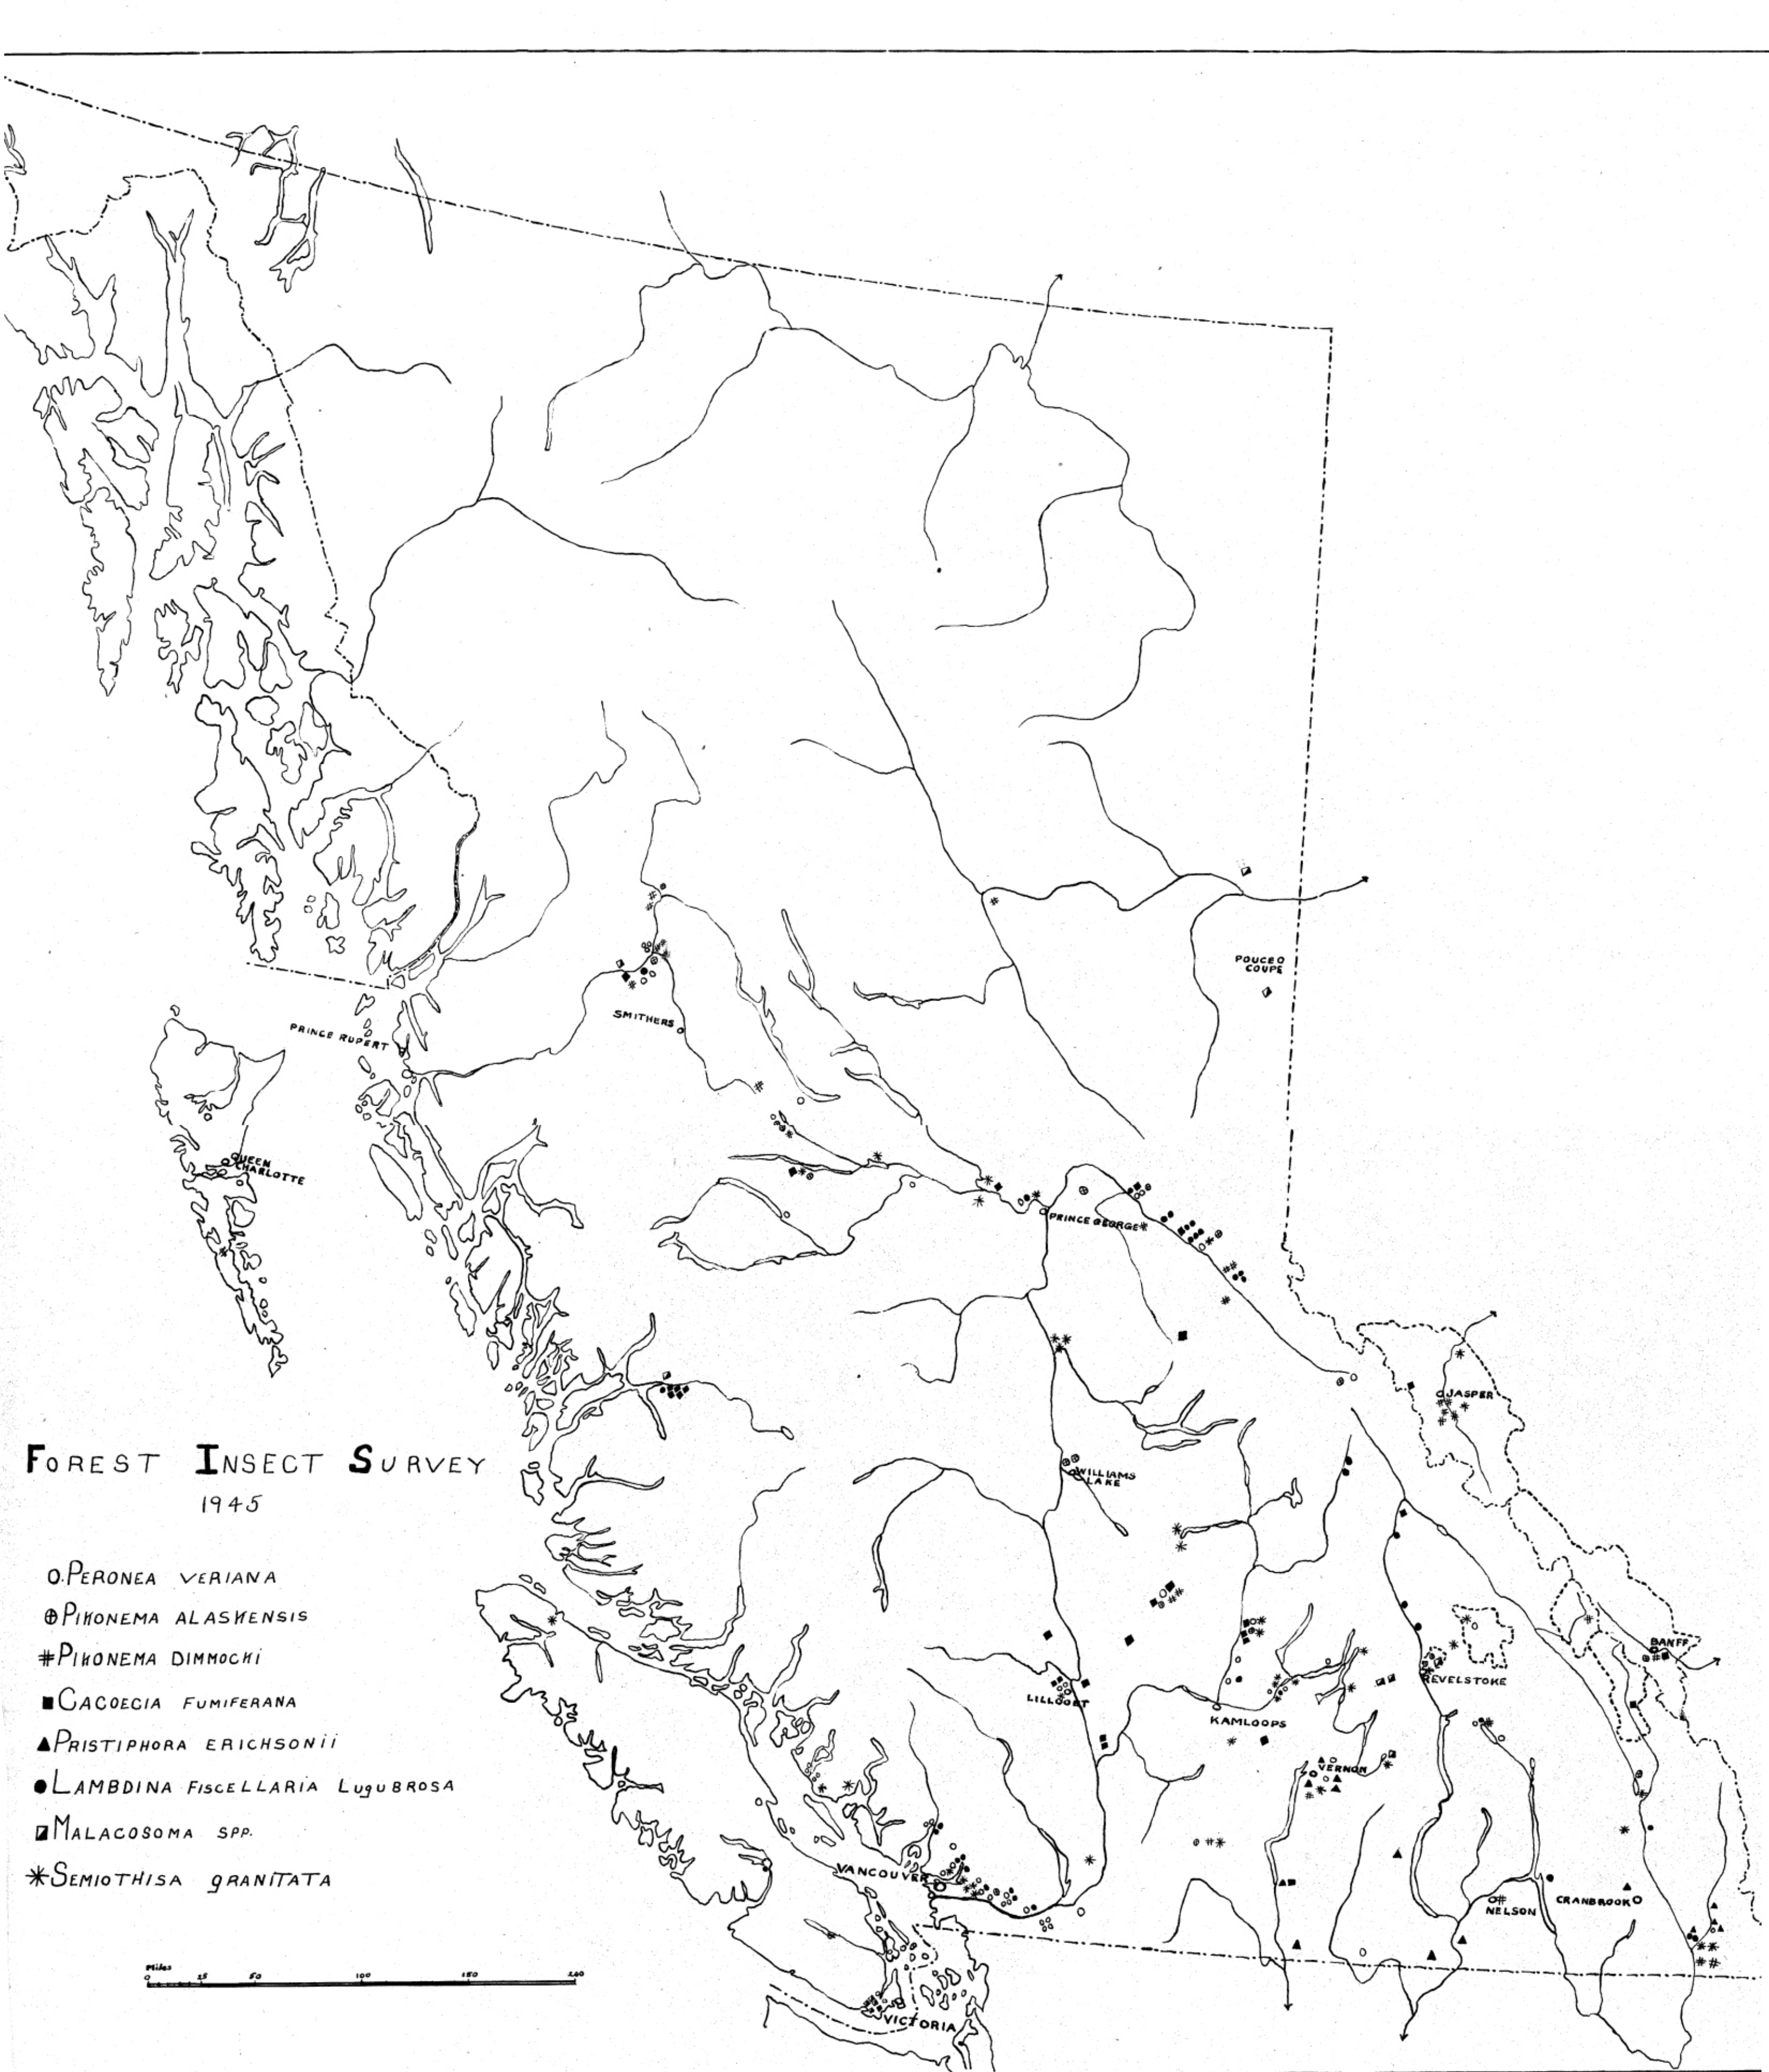 POUCEO
COUPE
SMITHERS
PRINCE RUPERT
QUEEN
CHARLOTTE
PRINCE GEORGE
JASPER
WILLIAMS
LAKE
BANFF
REVELSTOKE
LILLOOET
KAMLOOPS
VERNON
VANCOUVER
NELSON
CRANBROOK
VICTORIA
FOREST INSECT SURVEY
1945
O.PERONEA VERIANA
⊕PIKONEMA ALASKENSIS
#PIKONEMA DIMMOCKI
■CACOECIA FUMIFERANA
▲PRISTIPHORA ERICHSONii
●LAMBDINA FISCELLARIA LuguBROSA
◪MALACOSOMA SPP.
*SEMIOTHISA gRANITATA
Miles
0 25 50 100 150 200